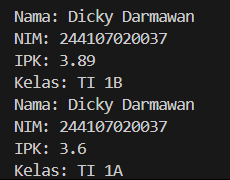 Nama: Dicky Darmawan
NIM: 244107020037
IPK: 3.89
Kelas: TI 1B
Nama: Dicky Darmawan
NIM: 244107020037
IPK: 3.6
Kelas: TI 1A